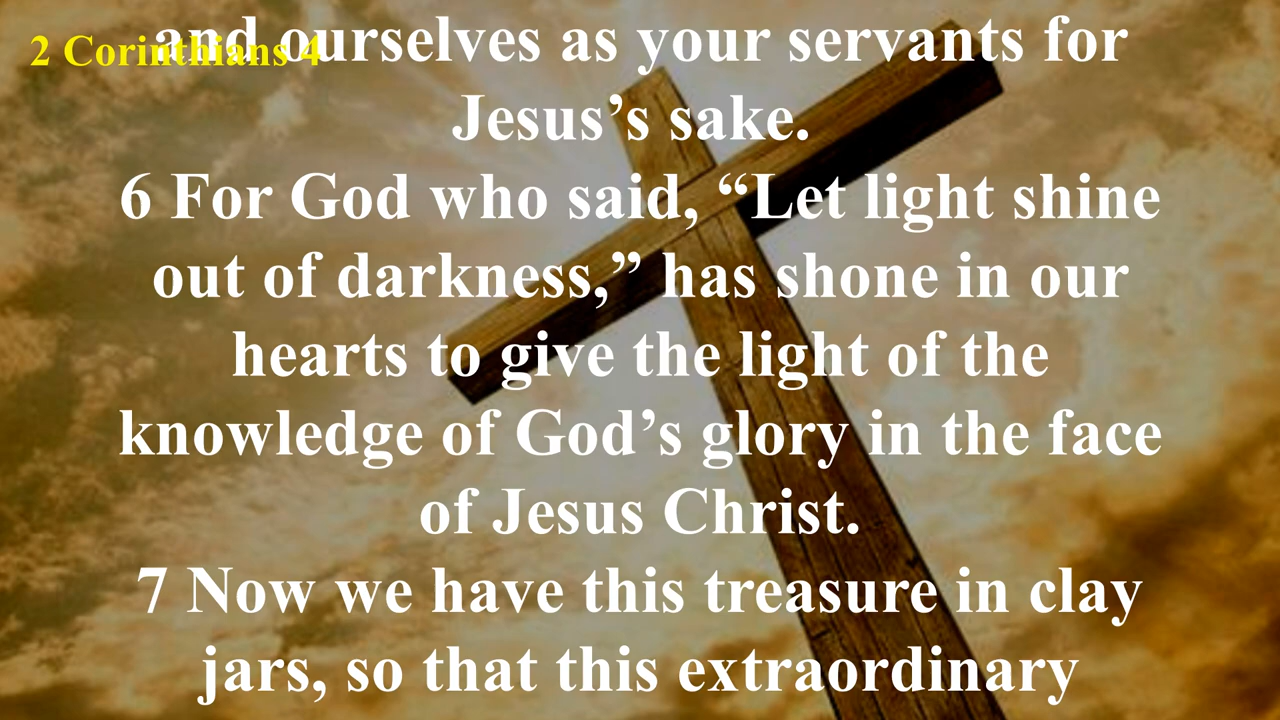 2 Corinthians 4
and ourselves as your servants for
Jesus’s sake.
6 For God who said, “Let light shine
out of darkness,” has shone in our
hearts to give the light of the
knowledge of God’s glory in the face
of Jesus Christ.
7 Now we have this treasure in clay
jars, so that this extraordinary